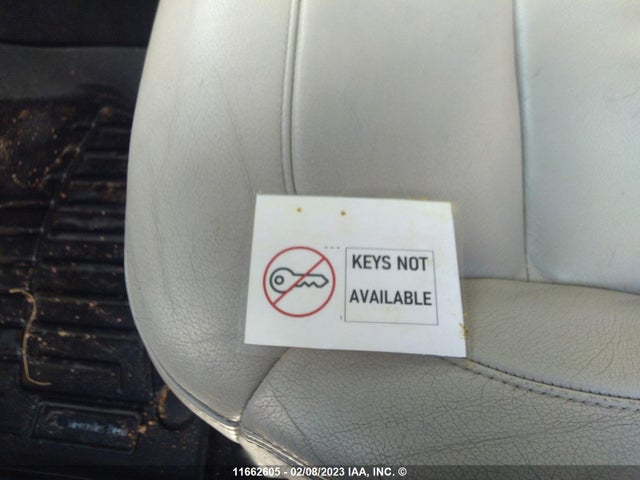 KEYS NOT
AVAILABLE
11662605 - 02/08/2023 IAA, INC. ©